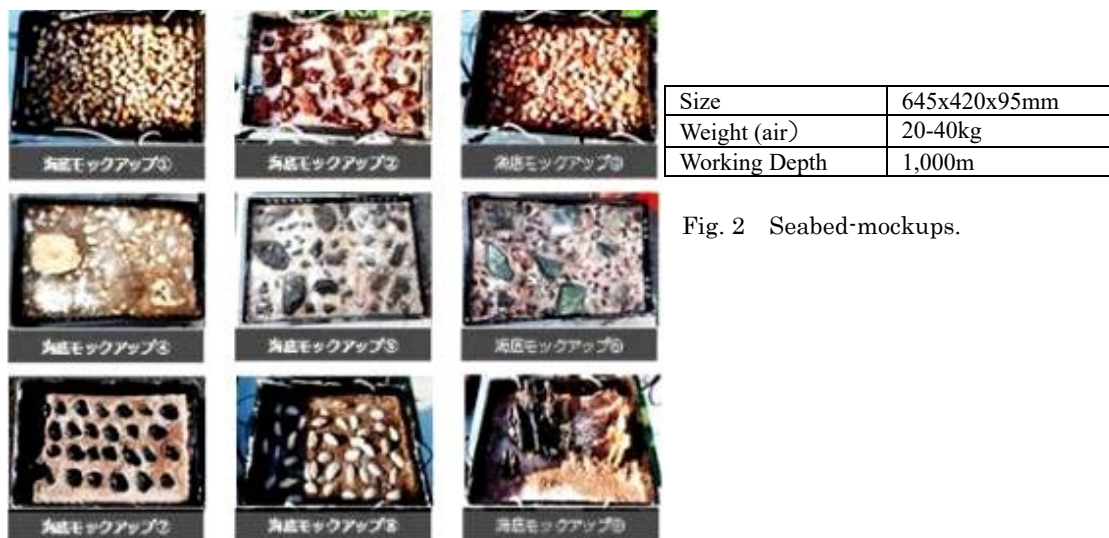 海底モックアップ① 海底モックアップ② 海底モックアップ③
Size 645x420x95mm
Weight (air） 20-40kg
Working Depth 1,000m
海底モックアップ④ 海底モックアップ⑤ 海底モックアップ⑥
Fig. 2 Seabed-mockups.
海底モックアップ⑦ 海底モックアップ⑧ 海底モックアップ⑨